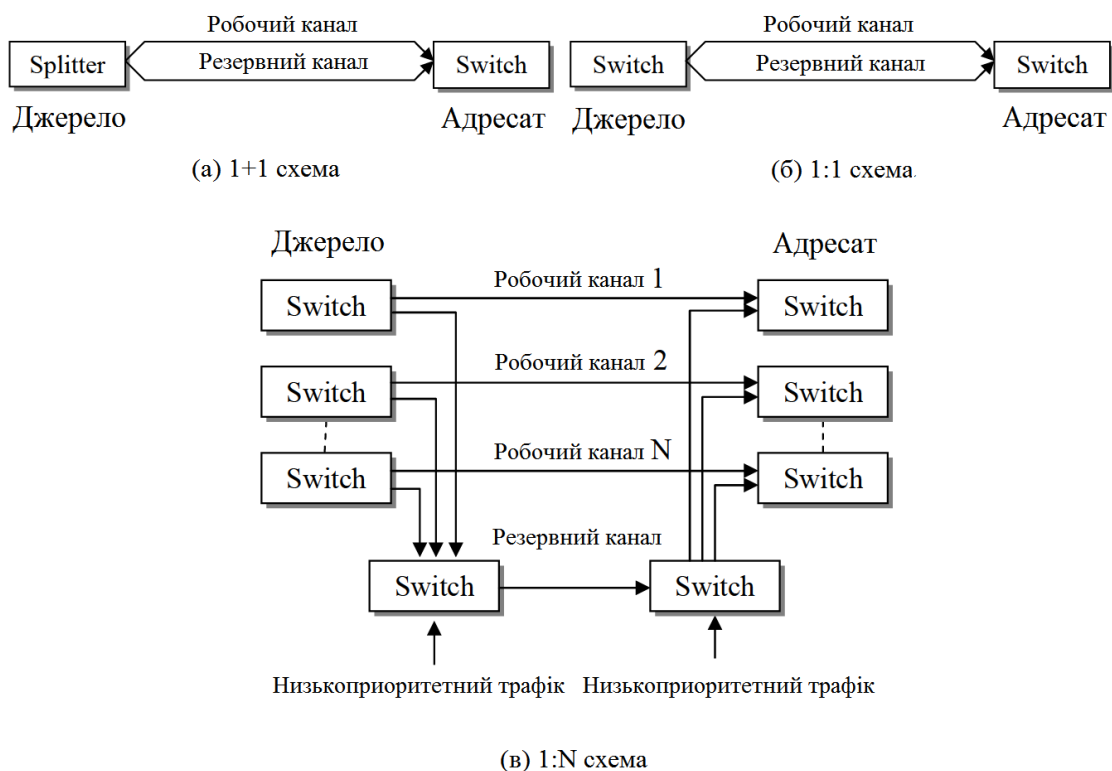 Робочий канал
Splitter
Резервний канал
Switch
Джерело
Адресат
(а) 1+1 схема
Робочий канал
Switch
Резервний канал
Switch
Джерело
Адресат
(б) 1:1 схема.
Джерело
Адресат
Switch
Робочий канал 1
Switch
Switch
Робочий канал 2
Switch
Switch
Робочий канал N
Switch
Резервний канал
Switch
Switch
Низькоприоритетний трафік
Низькоприоритетний трафік
(в) 1:N схема